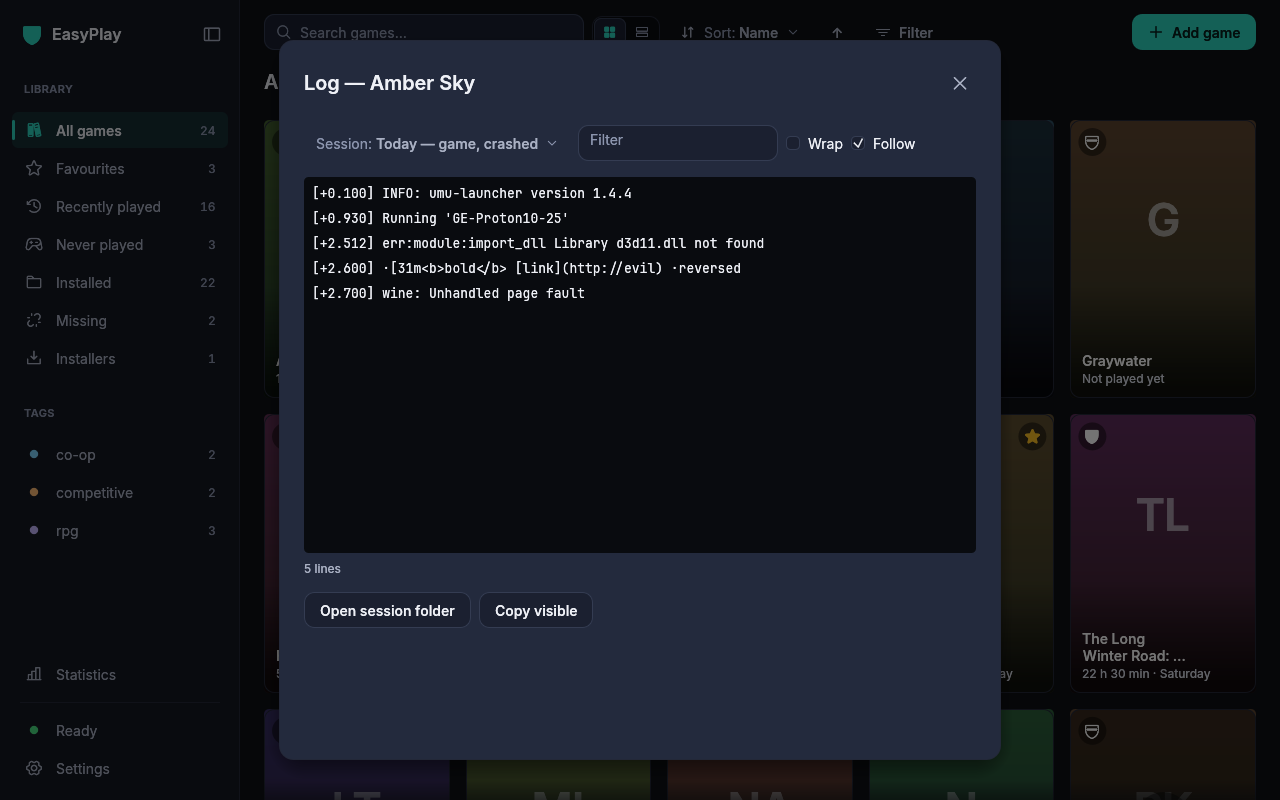 EasyPlay
Search games...
Sort: Name
Filter
Add game
LIBRARY
All games 24
Favourites 3
Recently played 16
Never played 3
Installed 22
Missing 2
Installers 1
TAGS
co-op 2
competitive 2
rpg 3
Statistics
Ready
Settings
Log — Amber Sky
Session: Today — game, crashed
Filter
Wrap
Follow
[+0.100] INFO: umu-launcher version 1.4.4
[+0.930] Running 'GE-Proton10-25'
[+2.512] err:module:import_dll Library d3d11.dll not found
[+2.600] ·[31m<b>bold</b> [link](http://evil) ·reversed
[+2.700] wine: Unhandled page fault
5 lines
Open session folder
Copy visible
G
Graywater
Not played yet
TL
The Long
Winter Road: ...
22 h 30 min · Saturday